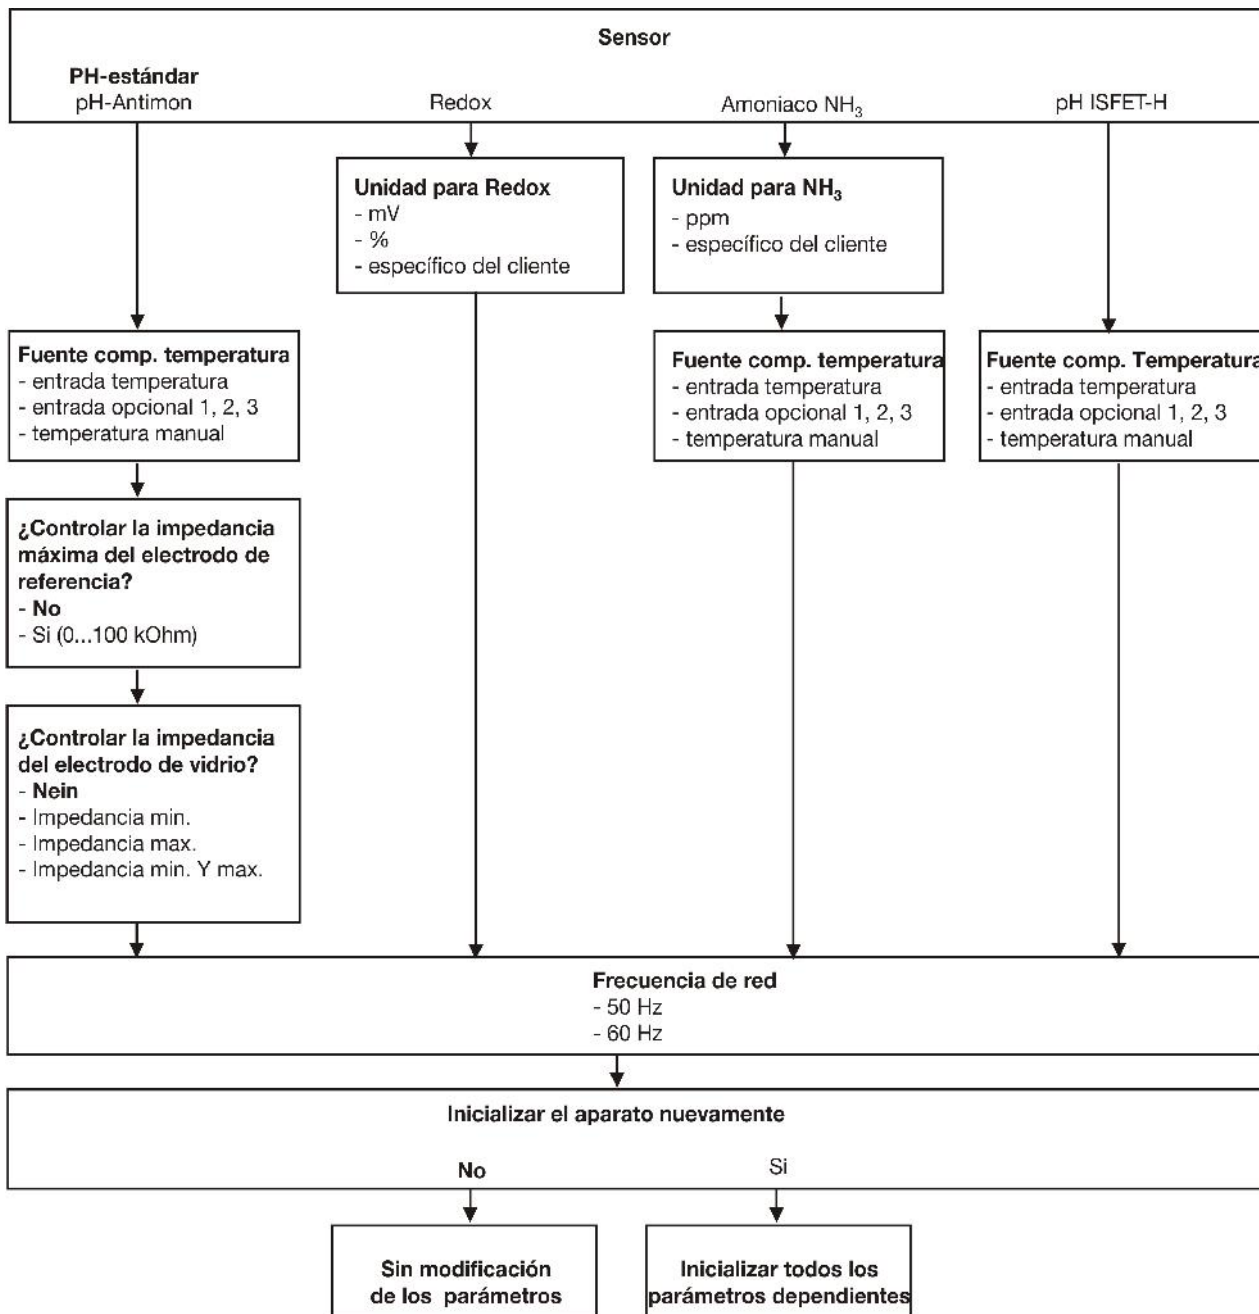 Sensor
PH-estándar
pH-Antimon
Redox
Amoniaco NH₃
pH ISFET-H
Unidad para Redox
- mV
- %
- específico del cliente
Unidad para NH₃
- ppm
- específico del cliente
Fuente comp. temperatura
- entrada temperatura
- entrada opcional 1, 2, 3
- temperatura manual
Fuente comp. temperatura
- entrada temperatura
- entrada opcional 1, 2, 3
- temperatura manual
Fuente comp. Temperatura
- entrada temperatura
- entrada opcional 1, 2, 3
- temperatura manual
¿Controlar la impedancia
máxima del electrodo de
referencia?
- No
- Si (0...100 kOhm)
¿Controlar la impedancia
del electrodo de vidrio?
- Nein
- Impedancia min.
- Impedancia max.
- Impedancia min. Y max.
Frecuencia de red
- 50 Hz
- 60 Hz
Inicializar el aparato nuevamente
No
Si
Sin modificación
de los parámetros
Inicializar todos los
parámetros dependientes